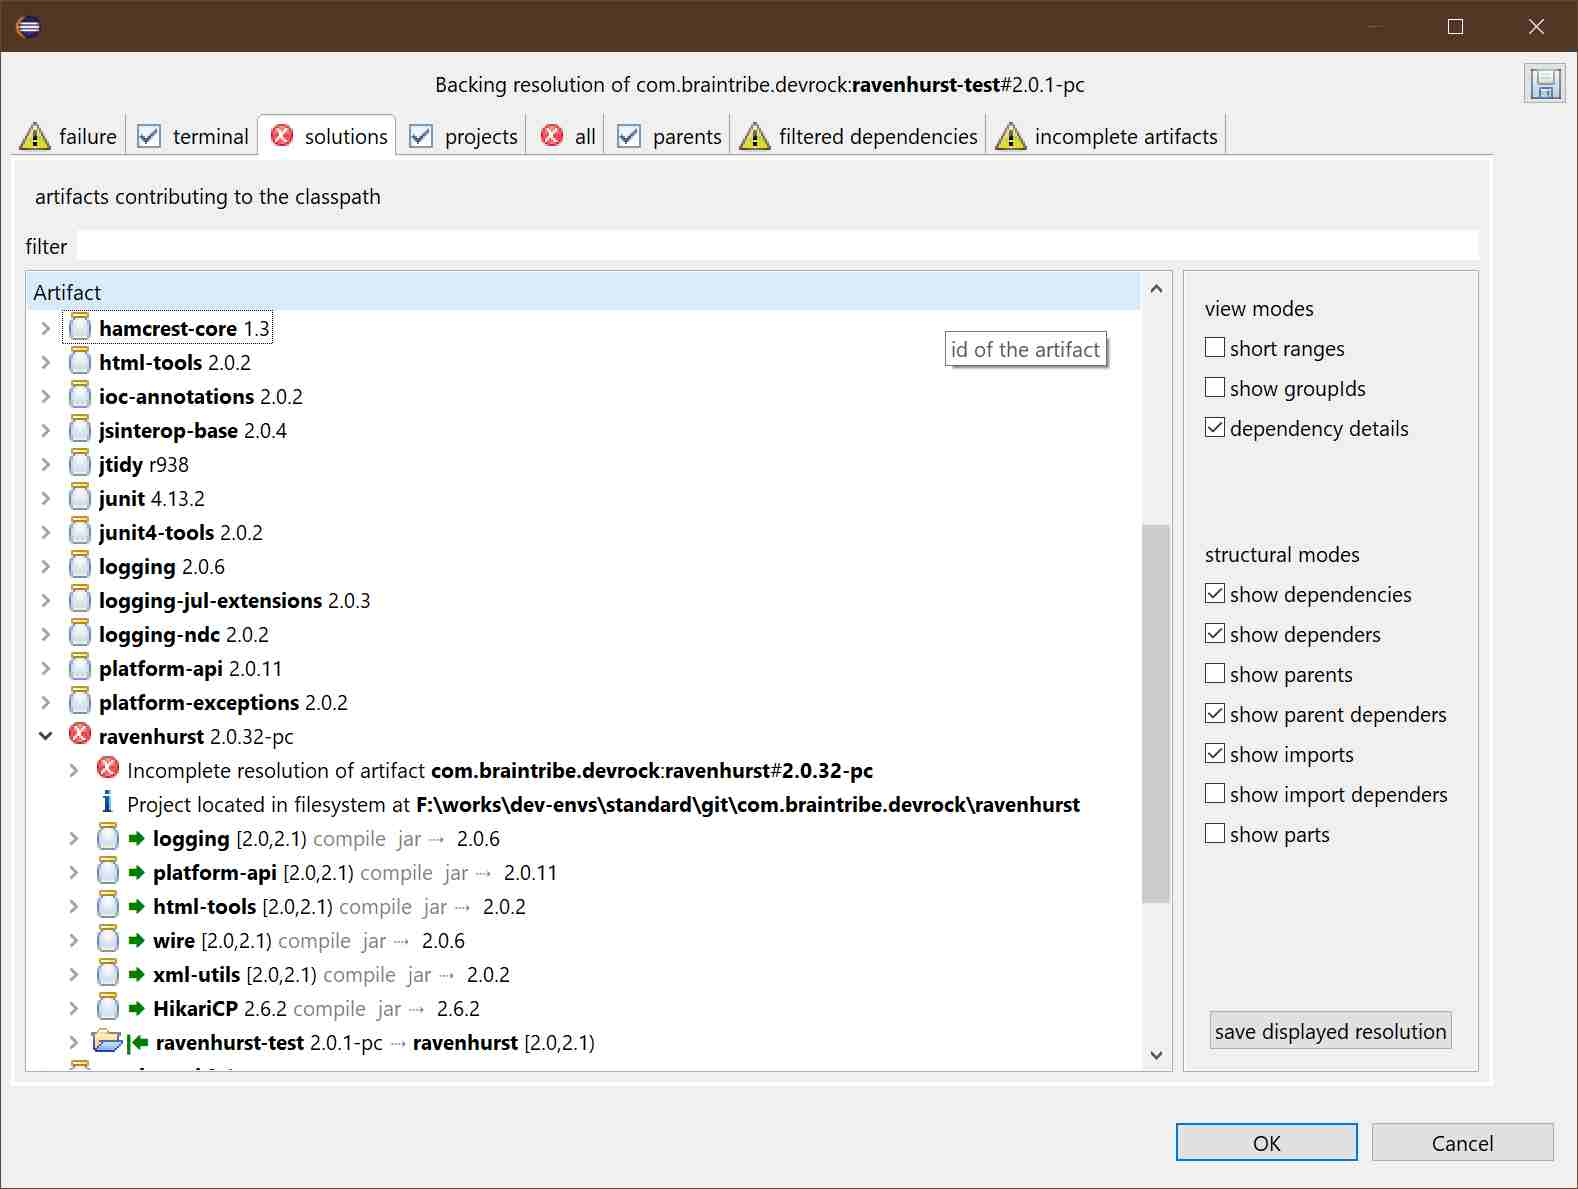 Backing resolution of com.braintribe.devrock:ravenhurst-test#2.0.1-pc
failure terminal solutions projects all parents filtered dependencies incomplete artifacts
artifacts contributing to the classpath
filter
Artifact
hamcrest-core 1.3
id of the artifact
html-tools 2.0.2
ioc-annotations 2.0.2
jsinterop-base 2.0.4
jtidy r938
junit 4.13.2
junit4-tools 2.0.2
logging 2.0.6
logging-jul-extensions 2.0.3
logging-ndc 2.0.2
platform-api 2.0.11
platform-exceptions 2.0.2
ravenhurst 2.0.32-pc
Incomplete resolution of artifact com.braintribe.devrock:ravenhurst#2.0.32-pc
Project located in filesystem at F:\works\dev-envs\standard\git\com.braintribe.devrock\ravenhurst
logging [2.0,2.1) compile jar ⇢ 2.0.6
platform-api [2.0,2.1) compile jar ⇢ 2.0.11
html-tools [2.0,2.1) compile jar ⇢ 2.0.2
wire [2.0,2.1) compile jar ⇢ 2.0.6
xml-utils [2.0,2.1) compile jar ⇢ 2.0.2
HikariCP 2.6.2 compile jar ⇢ 2.6.2
ravenhurst-test 2.0.1-pc ⇢ ravenhurst [2.0,2.1)
view modes
short ranges
show groupIds
dependency details
structural modes
show dependencies
show dependers
show parents
show parent dependers
show imports
show import dependers
show parts
save displayed resolution
OK
Cancel